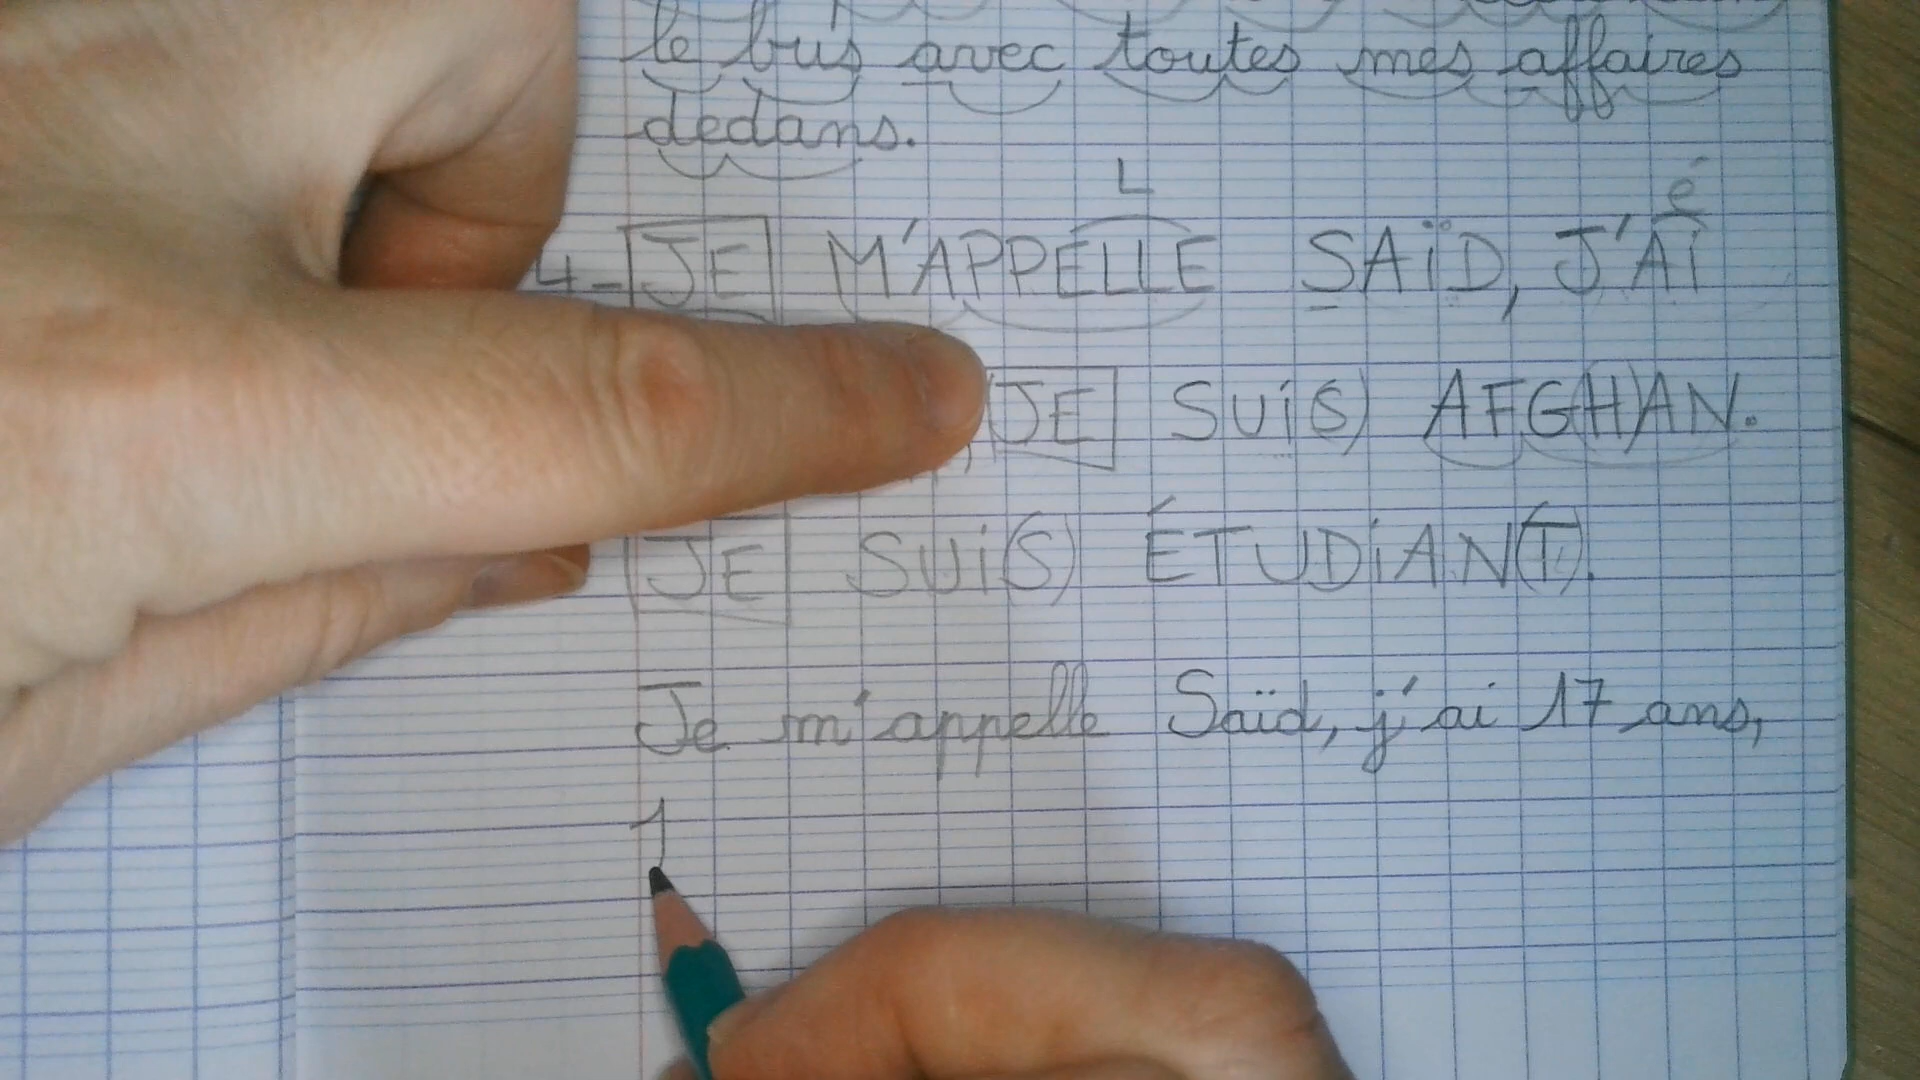 le bus avec toutes mes affaires
dedans.
L é
4- JE M'APPELLE SAÏD, J'AI
, JE SUiS AFGHAN.
JE SUiS ÉTUDiANT.
Je m'appelle Saïd, j'ai 17 ans,